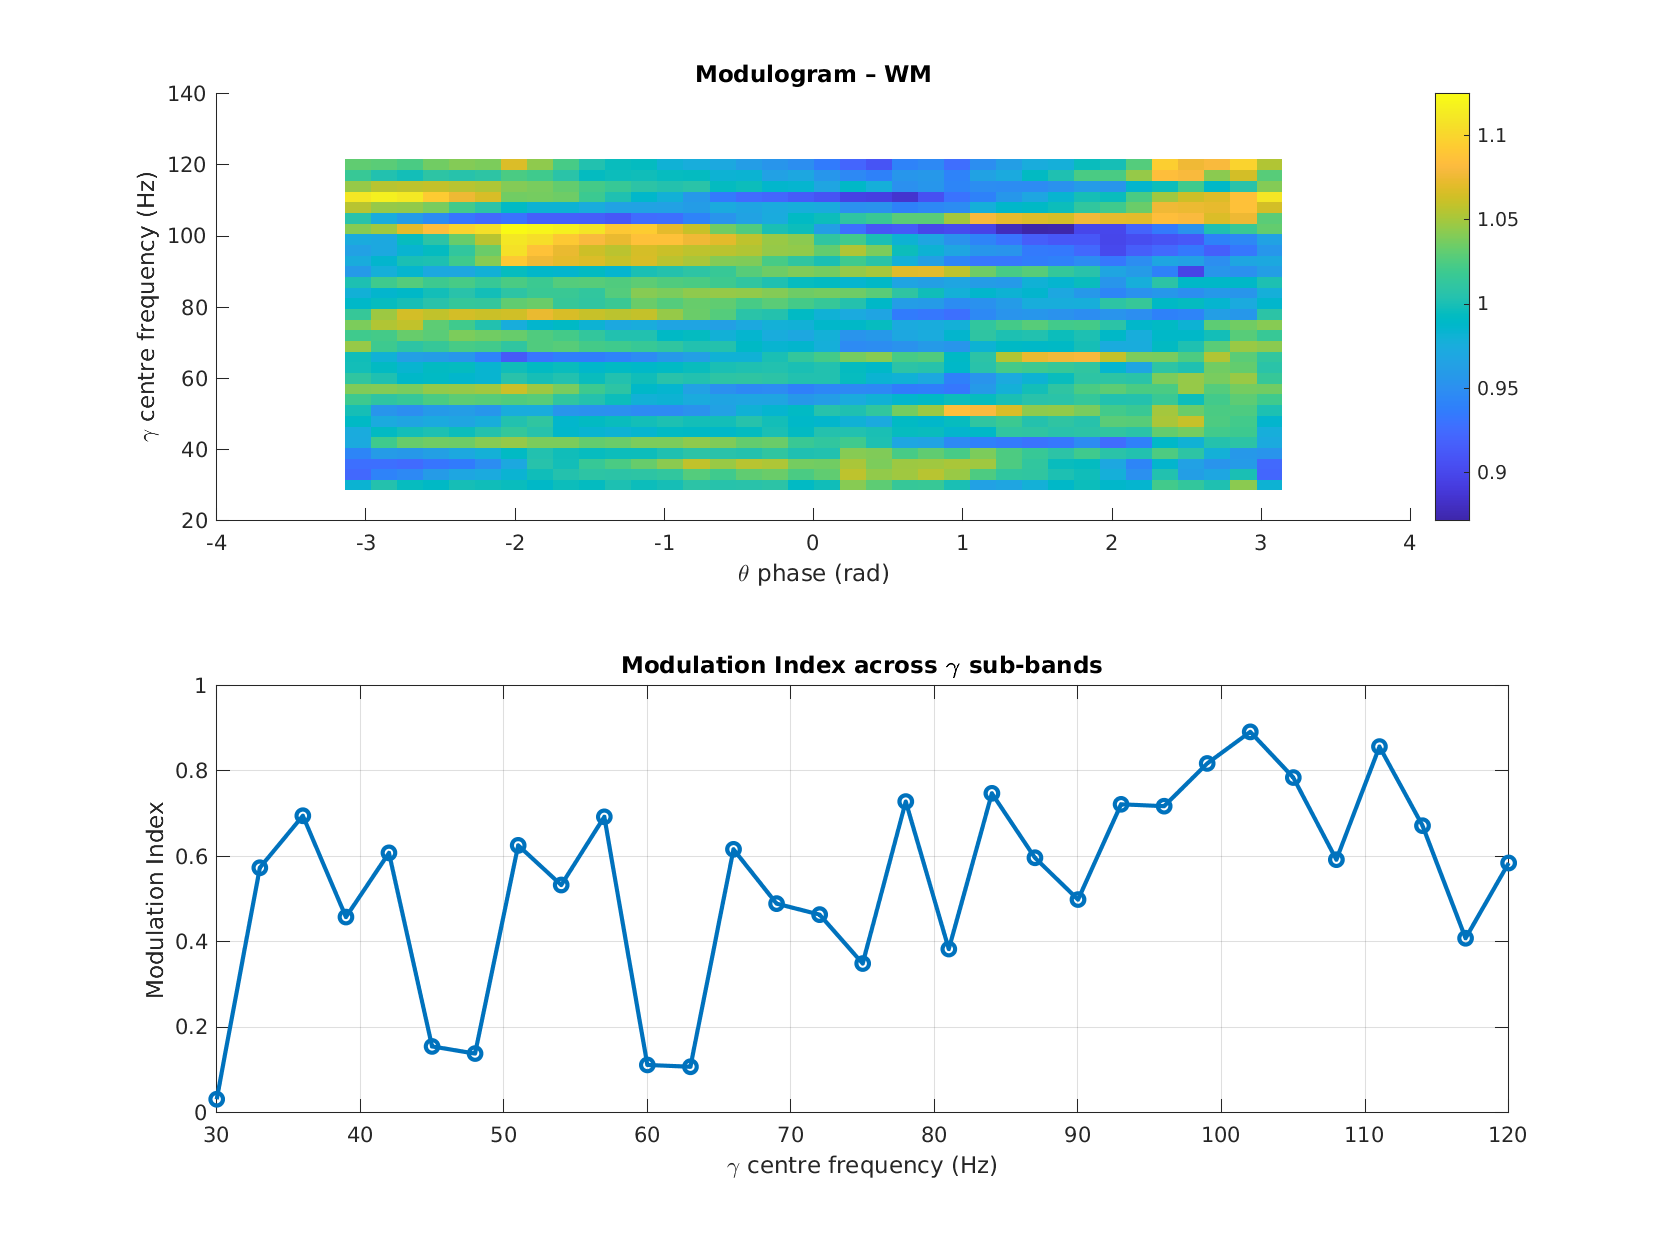 Modulogram – WM
140
120
100
80
60
40
20
γ centre frequency (Hz)
-4 -3 -2 -1 0 1 2 3 4
θ phase (rad)
1.1
1.05
1
0.95
0.9
Modulation Index across γ sub-bands
1
0.8
0.6
0.4
0.2
0
Modulation Index
30 40 50 60 70 80 90 100 110 120
γ centre frequency (Hz)